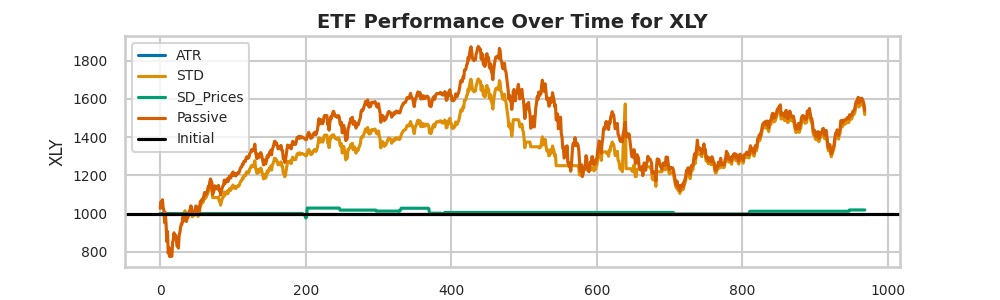 ETF Performance Over Time for XLY
XLY
1800
1600
1400
1200
1000
800
ATR
STD
SD_Prices
Passive
Initial
0 200 400 600 800 1000